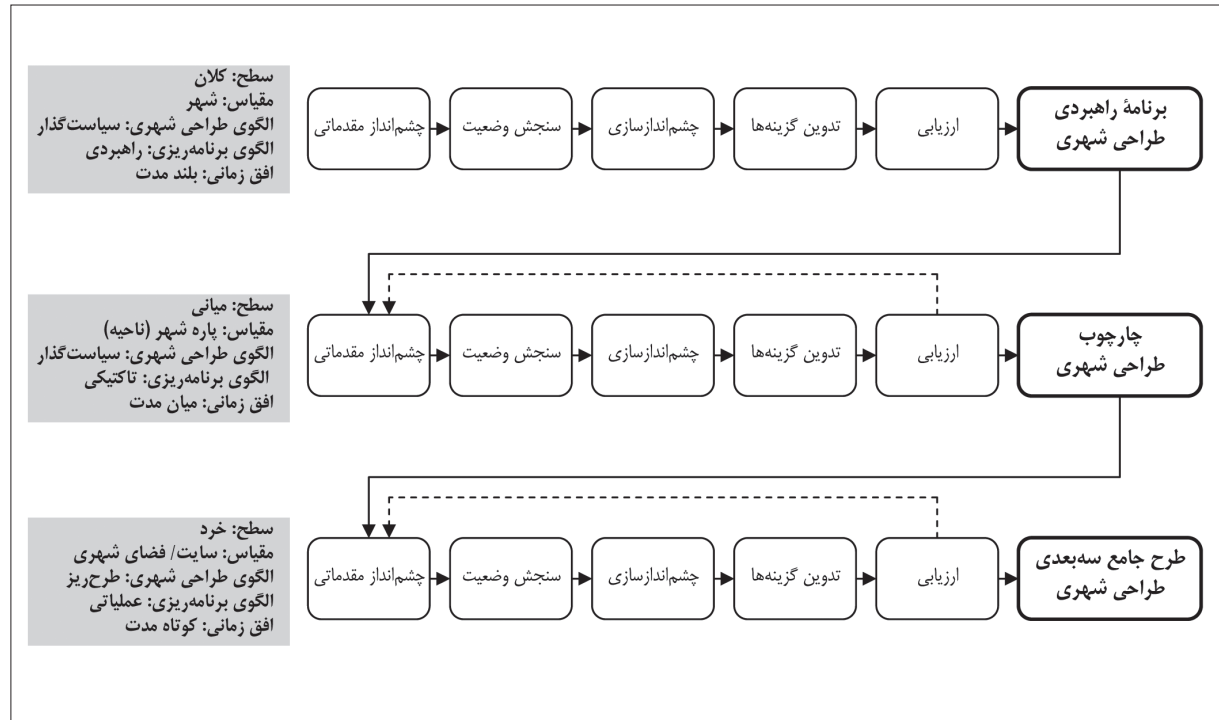 سطح: کلان
مقیاس: شهر
الگوی طراحی شهری: سیاست‌گذار
الگوی برنامه‌ریزی: راهبردی
افق زمانی: بلند مدت
چشم‌انداز مقدماتی
سنجش وضعیت
چشم‌اندازسازی
تدوین گزینه‌ها
ارزیابی
برنامهٔ راهبردی
طراحی شهری
سطح: میانی
مقیاس: پاره شهر (ناحیه)
الگوی طراحی شهری: سیاست‌گذار
الگوی برنامه‌ریزی: تاکتیکی
افق زمانی: میان مدت
چشم‌انداز مقدماتی
سنجش وضعیت
چشم‌اندازسازی
تدوین گزینه‌ها
ارزیابی
چارچوب
طراحی شهری
سطح: خرد
مقیاس: سایت/ فضای شهری
الگوی طراحی شهری: طرح‌ریز
الگوی برنامه‌ریزی: عملیاتی
افق زمانی: کوتاه مدت
چشم‌انداز مقدماتی
سنجش وضعیت
چشم‌اندازسازی
تدوین گزینه‌ها
ارزیابی
طرح جامع سه‌بعدی
طراحی شهری